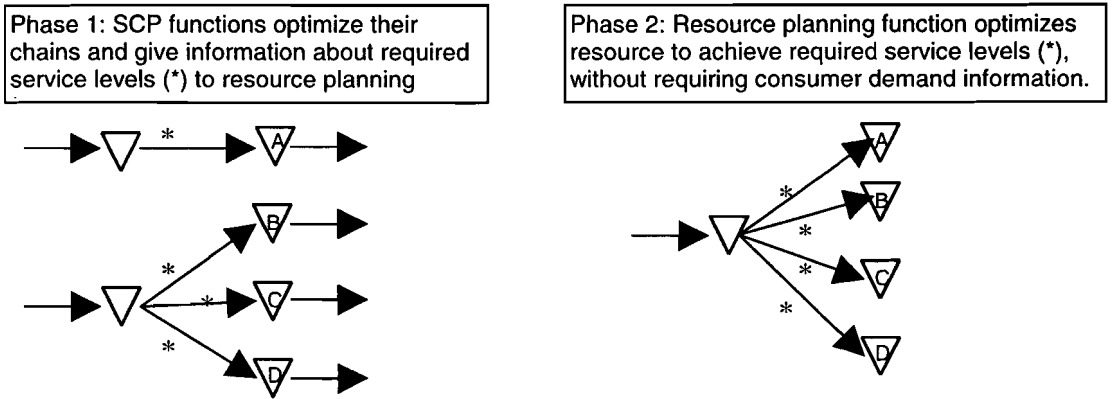 Phase 1: SCP functions optimize their
chains and give information about required
service levels (*) to resource planning
Phase 2: Resource planning function optimizes
resource to achieve required service levels (*),
without requiring consumer demand information.
*
A
B
*
*
C
*
D
A
*
B
*
*
C
*
D